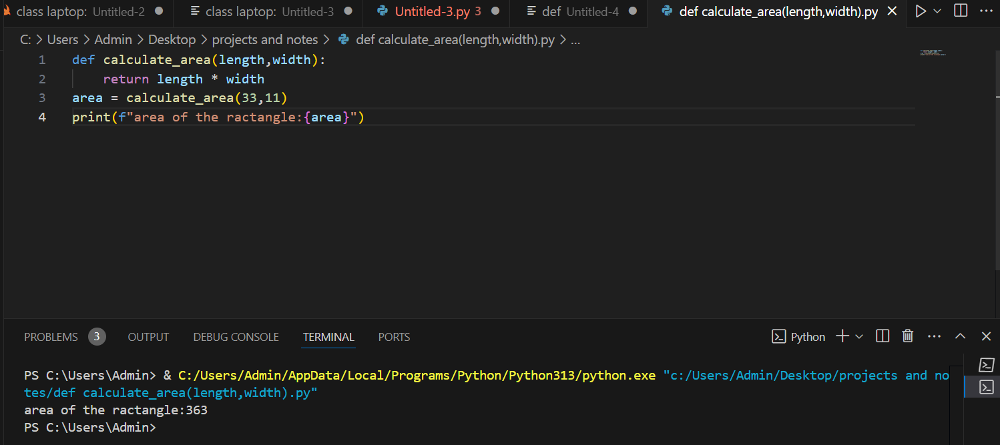 class laptop: Untitled-2
class laptop: Untitled-3
Untitled-3.py 3
def Untitled-4
def calculate_area(length,width).py
C: > Users > Admin > Desktop > projects and notes > def calculate_area(length,width).py > ...
1 def calculate_area(length,width):
2 return length * width
3 area = calculate_area(33,11)
4 print(f"area of the ractangle:{area}")
PROBLEMS 3 OUTPUT DEBUG CONSOLE TERMINAL PORTS
Python
PS C:\Users\Admin> & C:/Users/Admin/AppData/Local/Programs/Python/Python313/python.exe "c:/Users/Admin/Desktop/projects and no
tes/def calculate_area(length,width).py"
area of the ractangle:363
PS C:\Users\Admin>